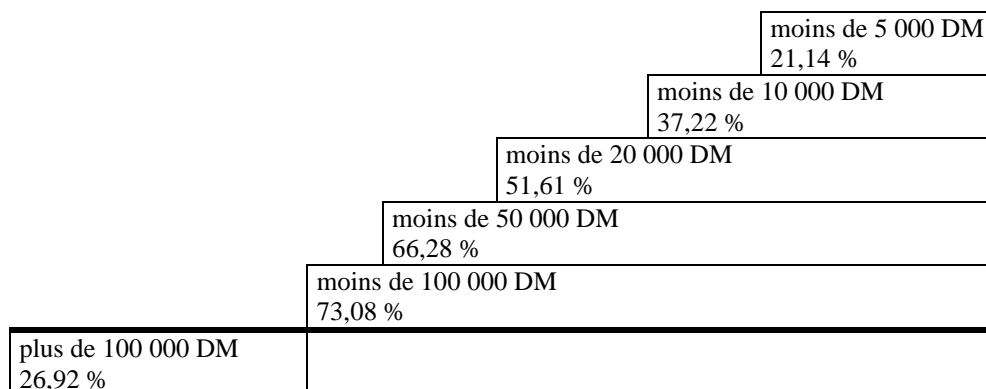 moins de 5 000 DM
21,14 %
moins de 10 000 DM
37,22 %
moins de 20 000 DM
51,61 %
moins de 50 000 DM
66,28 %
moins de 100 000 DM
73,08 %
plus de 100 000 DM
26,92 %